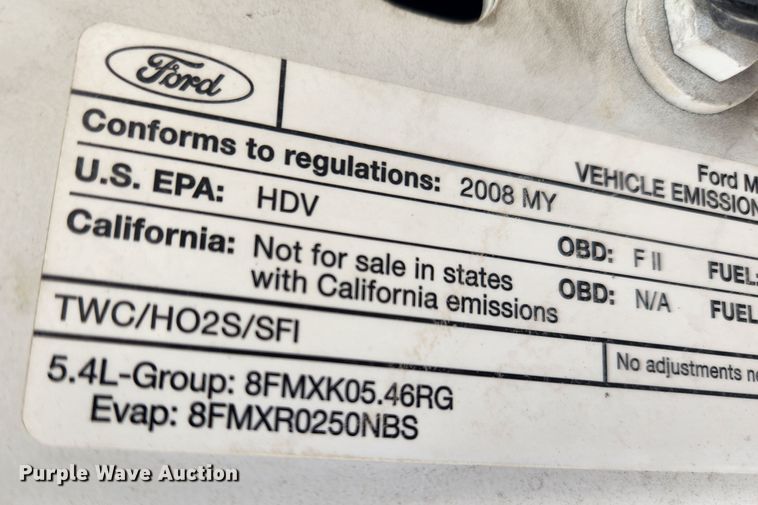 Ford
Ford M
VEHICLE EMISSION
Conforms to regulations: 2008 MY
U.S. EPA: HDV OBD: F II FUEL:
California: Not for sale in states
with California emissions OBD: N/A FUEL
TWC/HO2S/SFI
No adjustments ne
5.4L-Group: 8FMXK05.46RG
Evap: 8FMXR0250NBS
Purple Wave Auction